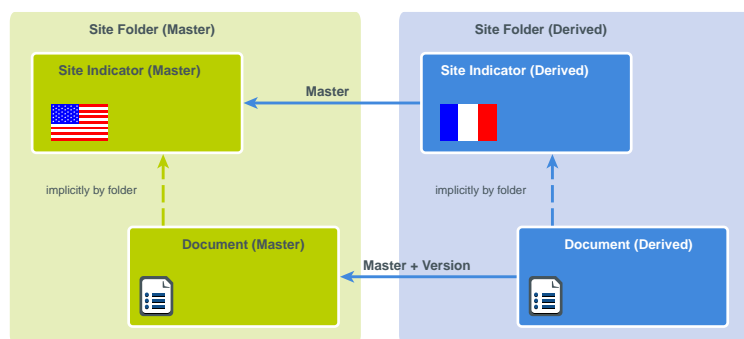 Site Folder (Master)
Site Folder (Derived)
Site Indicator (Master)
Site Indicator (Derived)
Master
implicitly by folder
implicitly by folder
Document (Master)
Document (Derived)
Master + Version